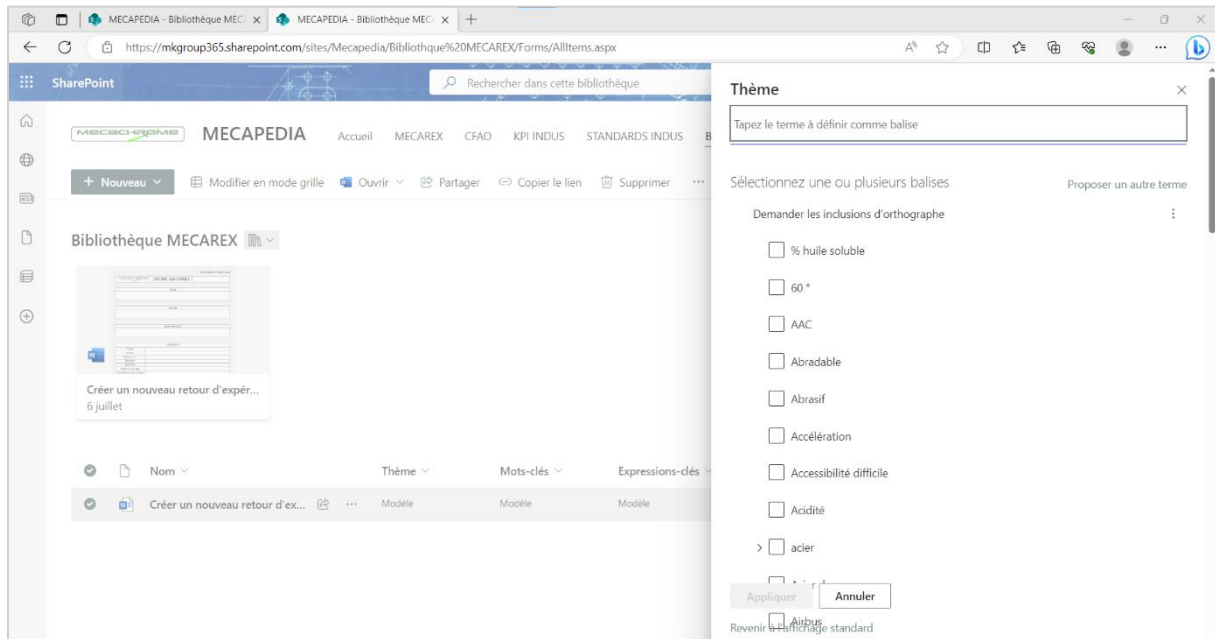 MECAPEDIA - Bibliothèque MEC
MECAPEDIA - Bibliothèque MEC
https://mkgroup365.sharepoint.com/sites/Mecapedia/Bibliothque%20MECAREX/Forms/AllItems.aspx
SharePoint
Rechercher dans cette bibliothèque
MECACHROME
MECAPEDIA
Accueil MECAREX CFAO KPI INDUS STANDARDS INDUS B
+ Nouveau Modifier en mode grille Ouvrir Partager Copier le lien Supprimer ...
Bibliothèque MECAREX
Créer un nouveau retour d'expér...
6 juillet
Nom Thème Mots-clés Expressions-clés
Créer un nouveau retour d'ex... ... Modèle Modèle Modèle
Thème
Tapez le terme à définir comme balise
Sélectionnez une ou plusieurs balises
Proposer un autre terme
Demander les inclusions d'orthographe
% huile soluble
60 °
AAC
Abradable
Abrasif
Accélération
Accessibilité difficile
Acidité
acier
Appliquer Annuler
Airbus
Revenir à l'affichage standard